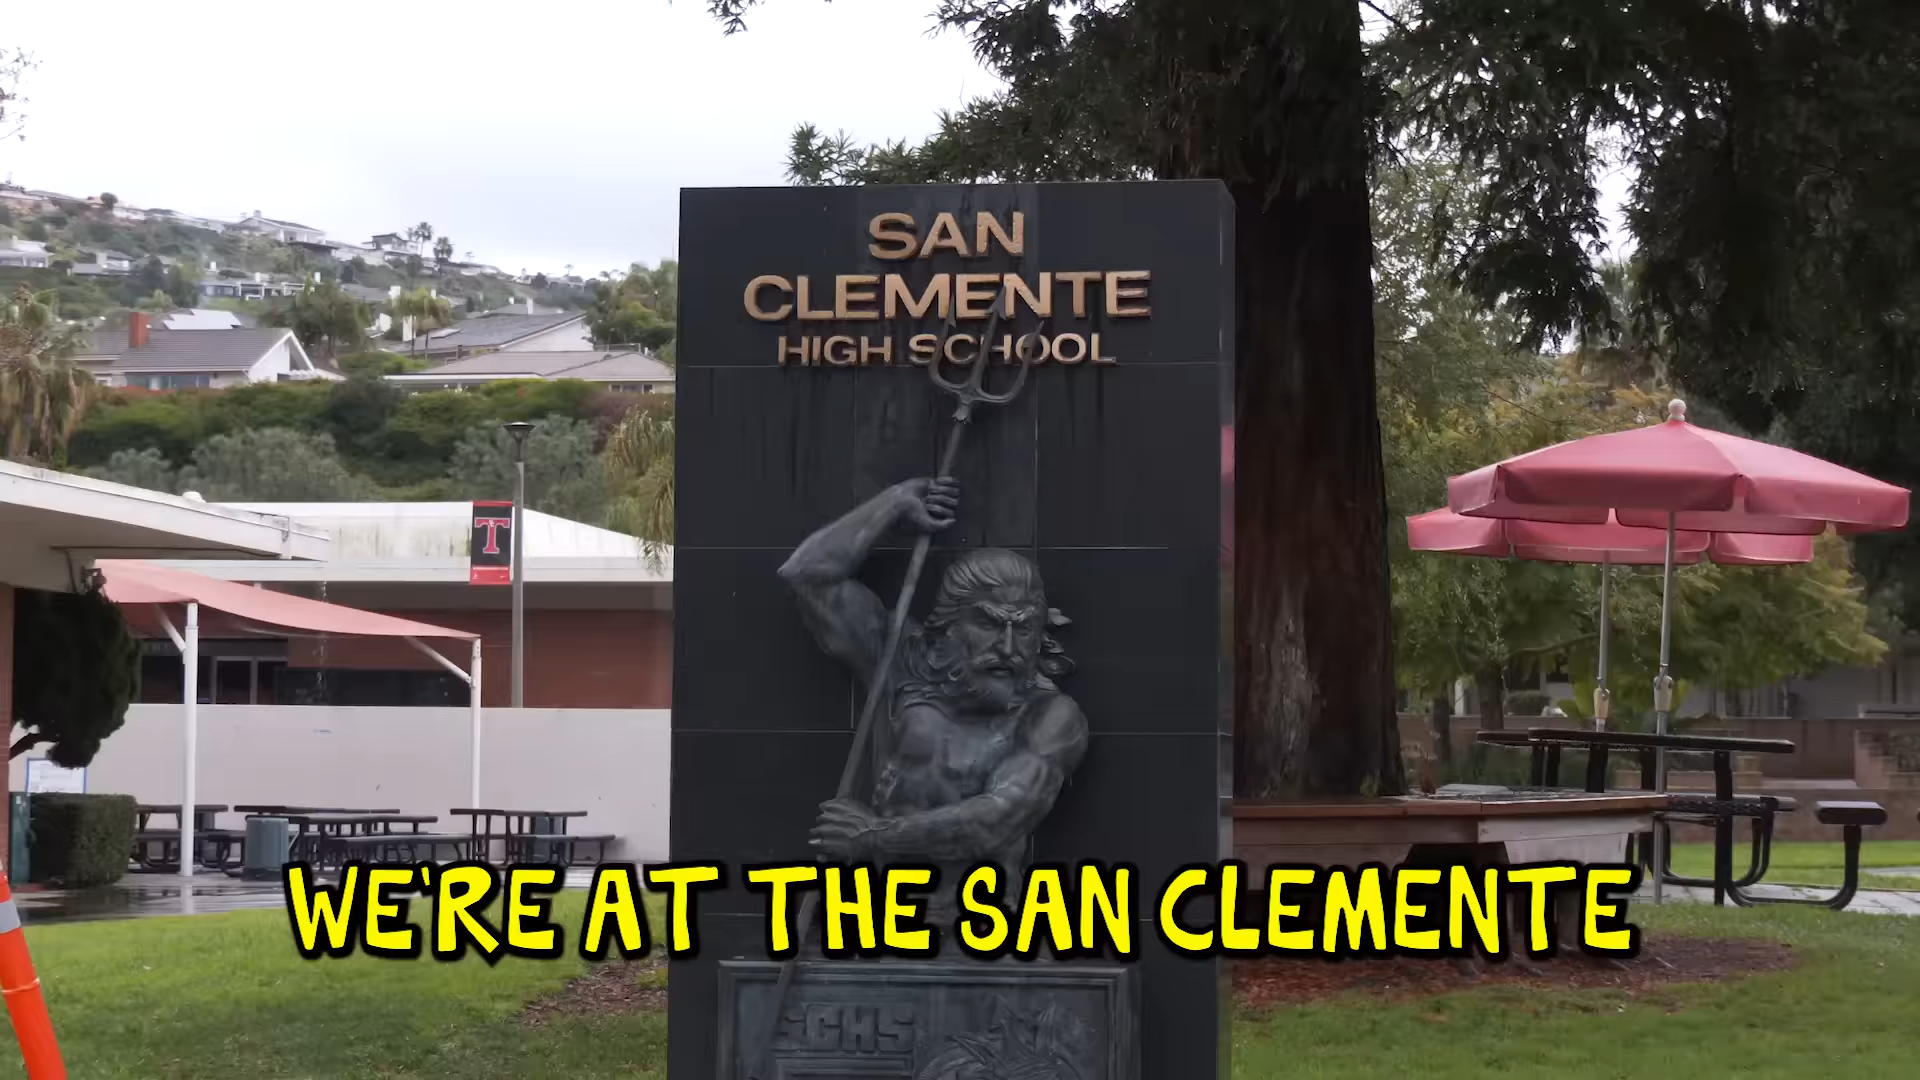 SAN
CLEMENTE
HIGH SCHOOL
T
WE'RE AT THE SAN CLEMENTE
SCHS